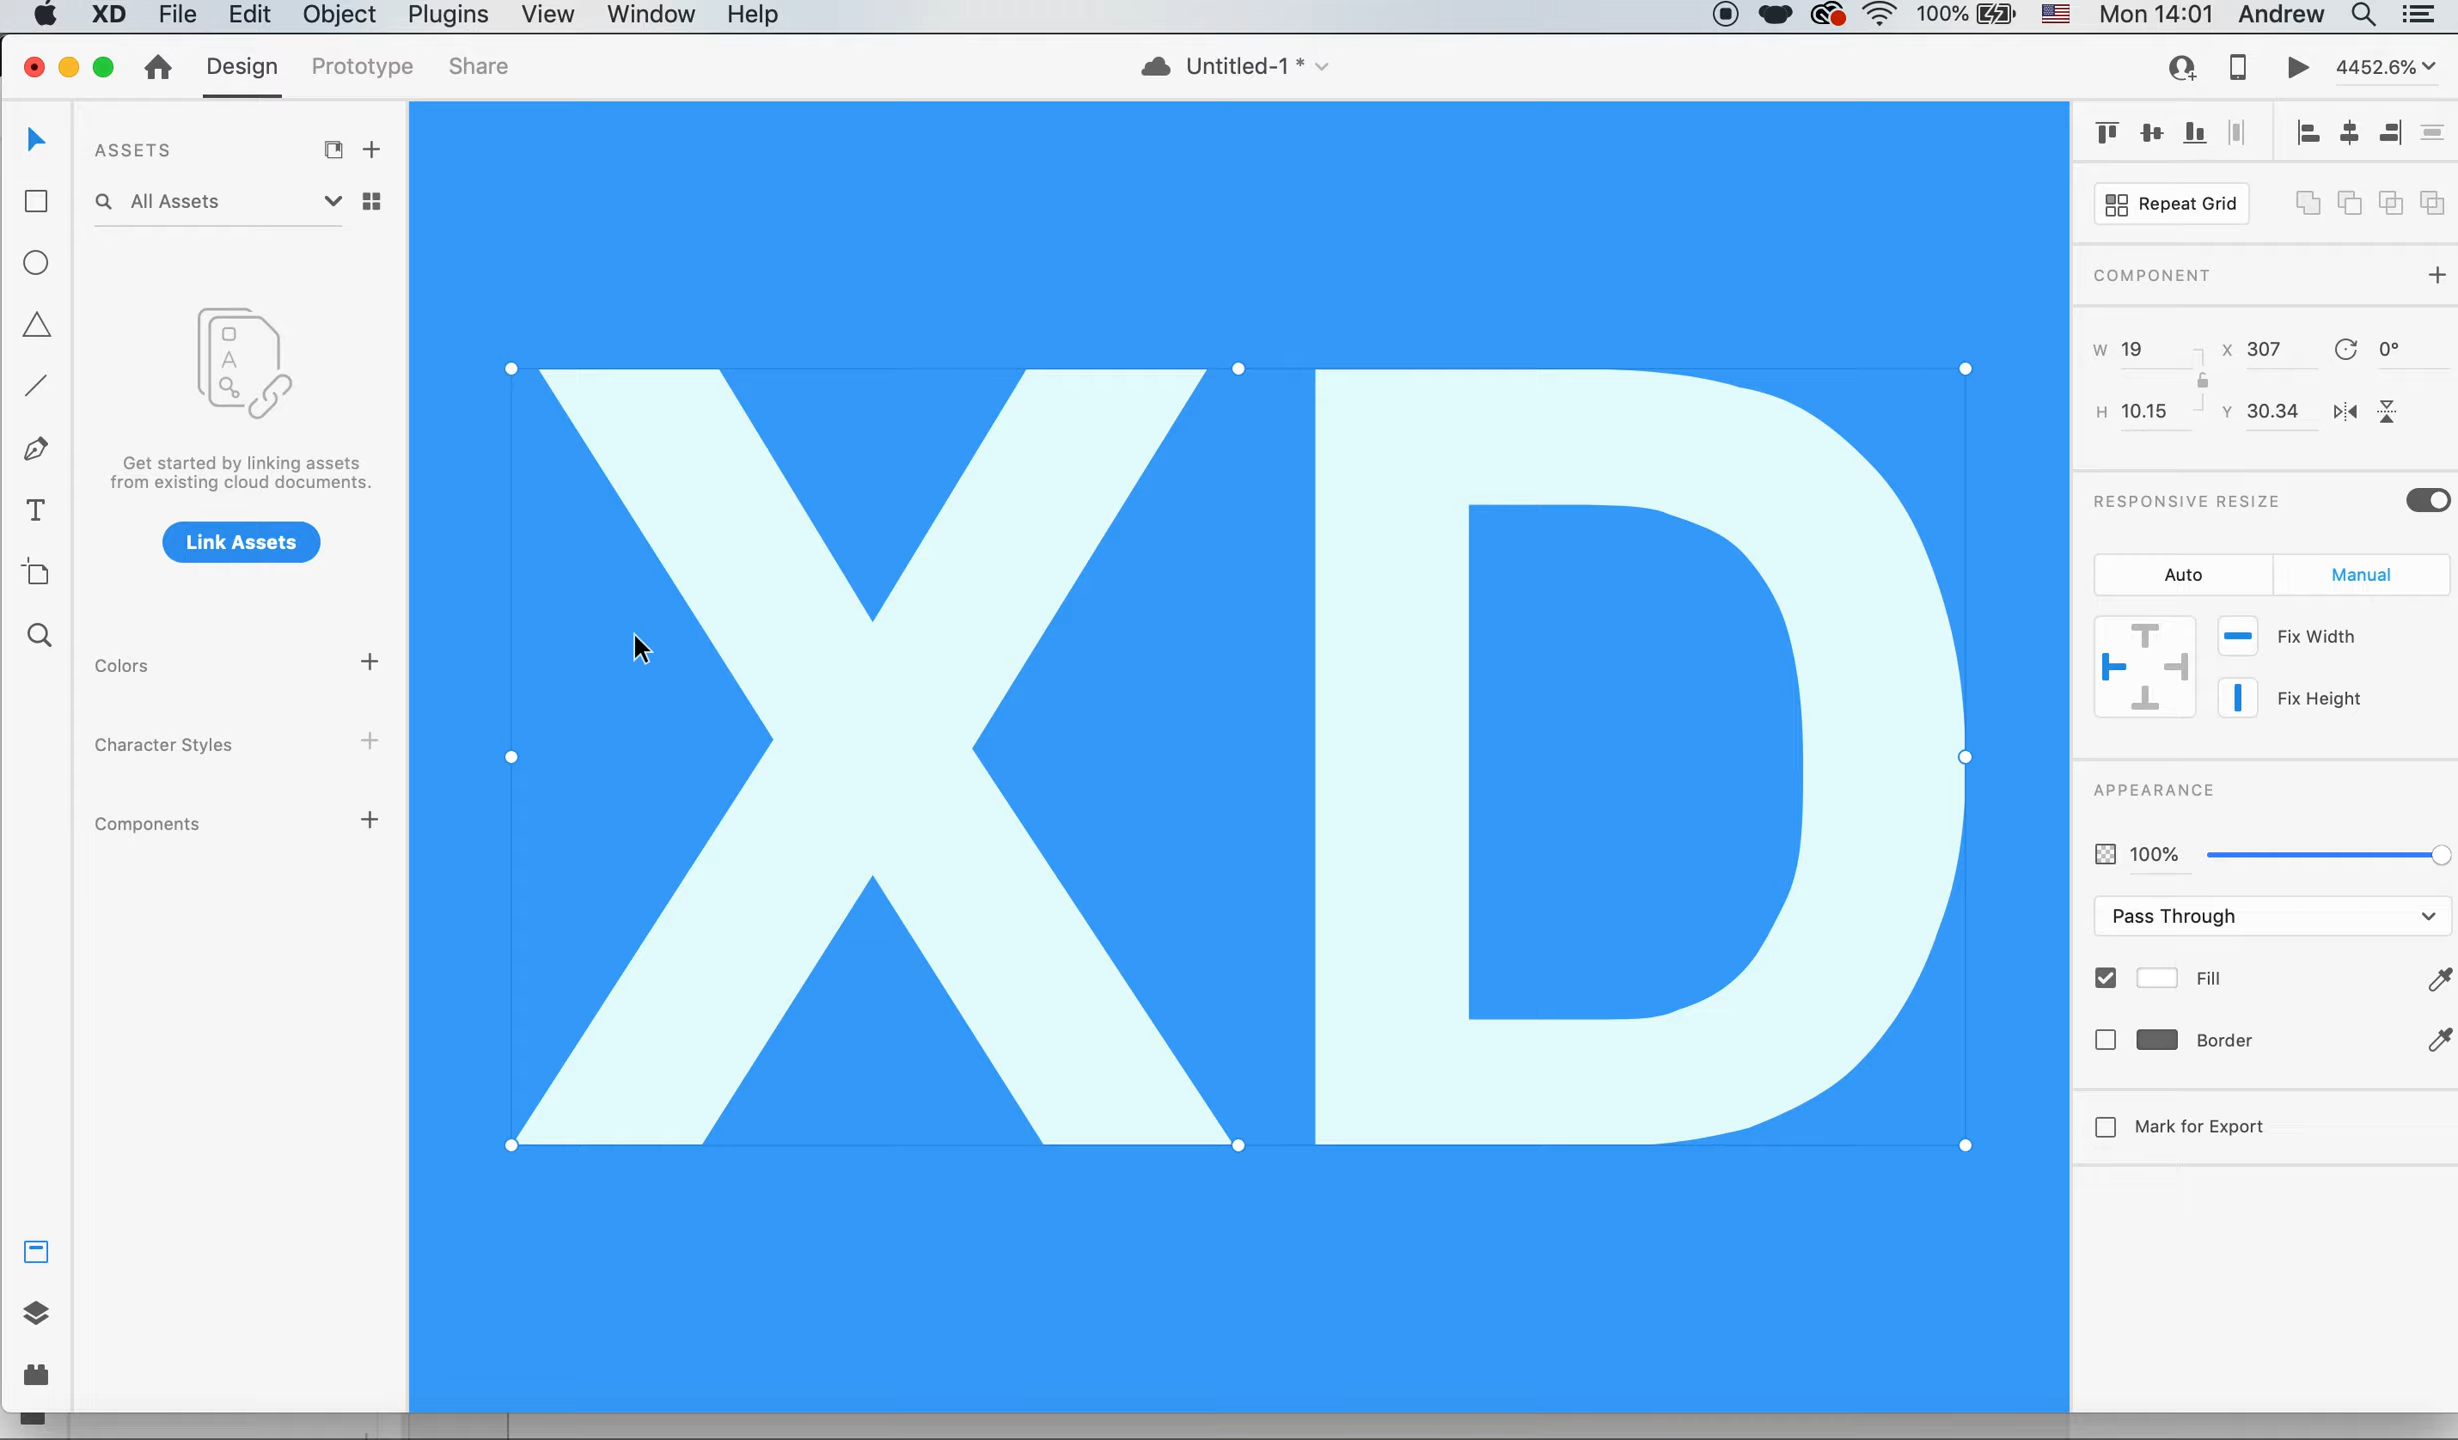 XD File Edit Object Plugins View Window Help 100% Mon 14:01 Andrew
Design Prototype Share Untitled-1 * 4452.6%
ASSETS
All Assets
A
Get started by linking assets
from existing cloud documents.
Link Assets
Colors
Character Styles
Components
XD
Repeat Grid
COMPONENT
W 19 X 307 0°
H 10.15 Y 30.34
RESPONSIVE RESIZE
Auto Manual
Fix Width
Fix Height
APPEARANCE
100%
Pass Through
Fill
Border
Mark for Export